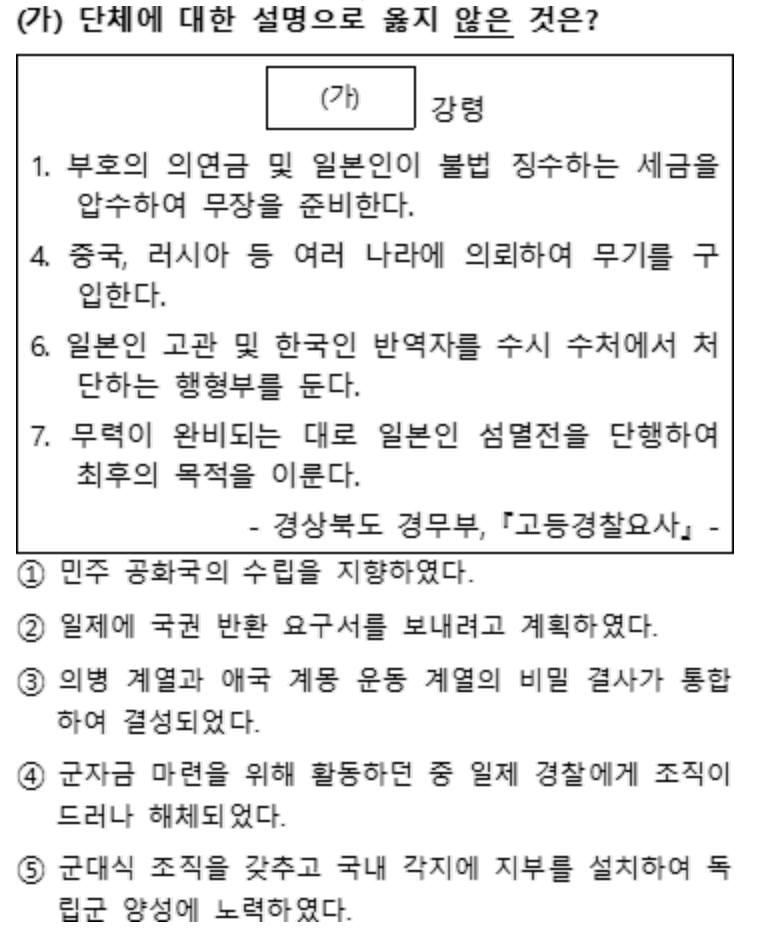 (가) 단체에 대한 설명으로 옳지 않은 것은?
(가) 강령
1. 부호의 의연금 및 일본인이 불법 징수하는 세금을
압수하여 무장을 준비한다.
4. 중국, 러시아 등 여러 나라에 의뢰하여 무기를 구
입한다.
6. 일본인 고관 및 한국인 반역자를 수시 수처에서 처
단하는 행형부를 둔다.
7. 무력이 완비되는 대로 일본인 섬멸전을 단행하여
최후의 목적을 이룬다.
- 경상북도 경무부, 『고등경찰요사』 -
① 민주 공화국의 수립을 지향하였다.
② 일제에 국권 반환 요구서를 보내려고 계획하였다.
③ 의병 계열과 애국 계몽 운동 계열의 비밀 결사가 통합
하여 결성되었다.
④ 군자금 마련을 위해 활동하던 중 일제 경찰에게 조직이
드러나 해체되었다.
⑤ 군대식 조직을 갖추고 국내 각지에 지부를 설치하여 독
립군 양성에 노력하였다.